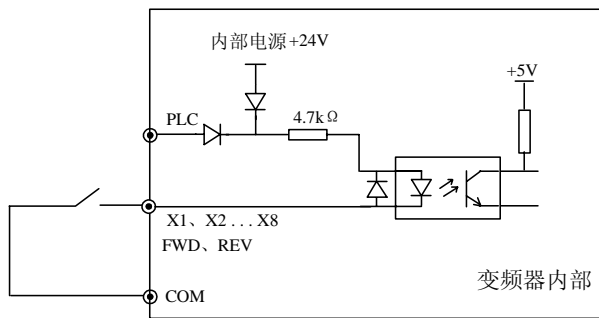 内部电源+24V
+5V
PLC
4.7kΩ
X1、X2...X8
FWD、REV
变频器内部
COM